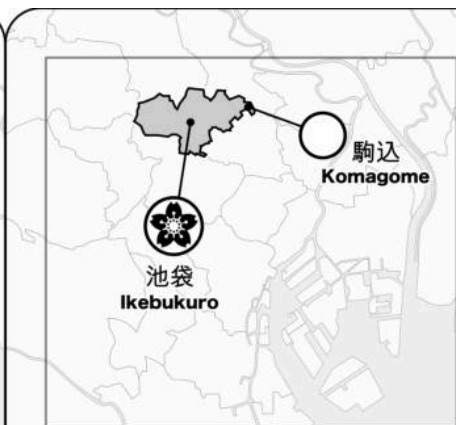 駒込
Komagome
池袋
Ikebukuro